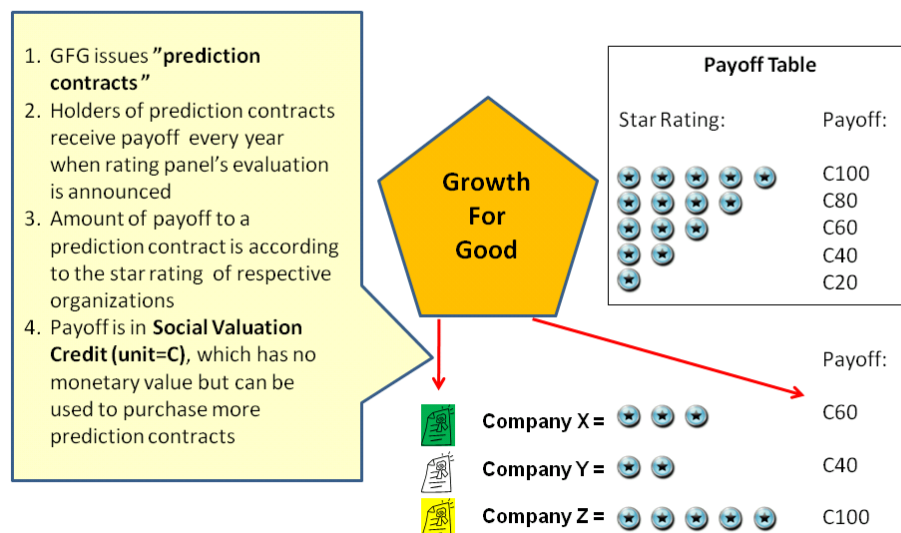 1. GFG issues ”prediction
contracts”
2. Holders of prediction contracts
receive payoff every year
when rating panel’s evaluation
is announced
3. Amount of payoff to a
prediction contract is according
to the star rating of respective
organizations
4. Payoff is in Social Valuation
Credit (unit=C), which has no
monetary value but can be
used to purchase more
prediction contracts
Growth
For
Good
Payoff Table
Star Rating: Payoff:
C100
C80
C60
C40
C20
Payoff:
Company X = C60
Company Y = C40
Company Z = C100